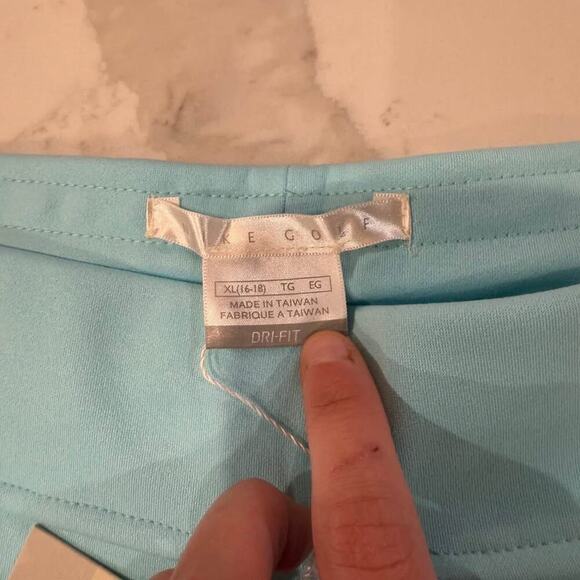 KE GOLF
XL(16-18) TG EG
MADE IN TAIWAN
FABRIQUE A TAIWAN
DRI-FIT